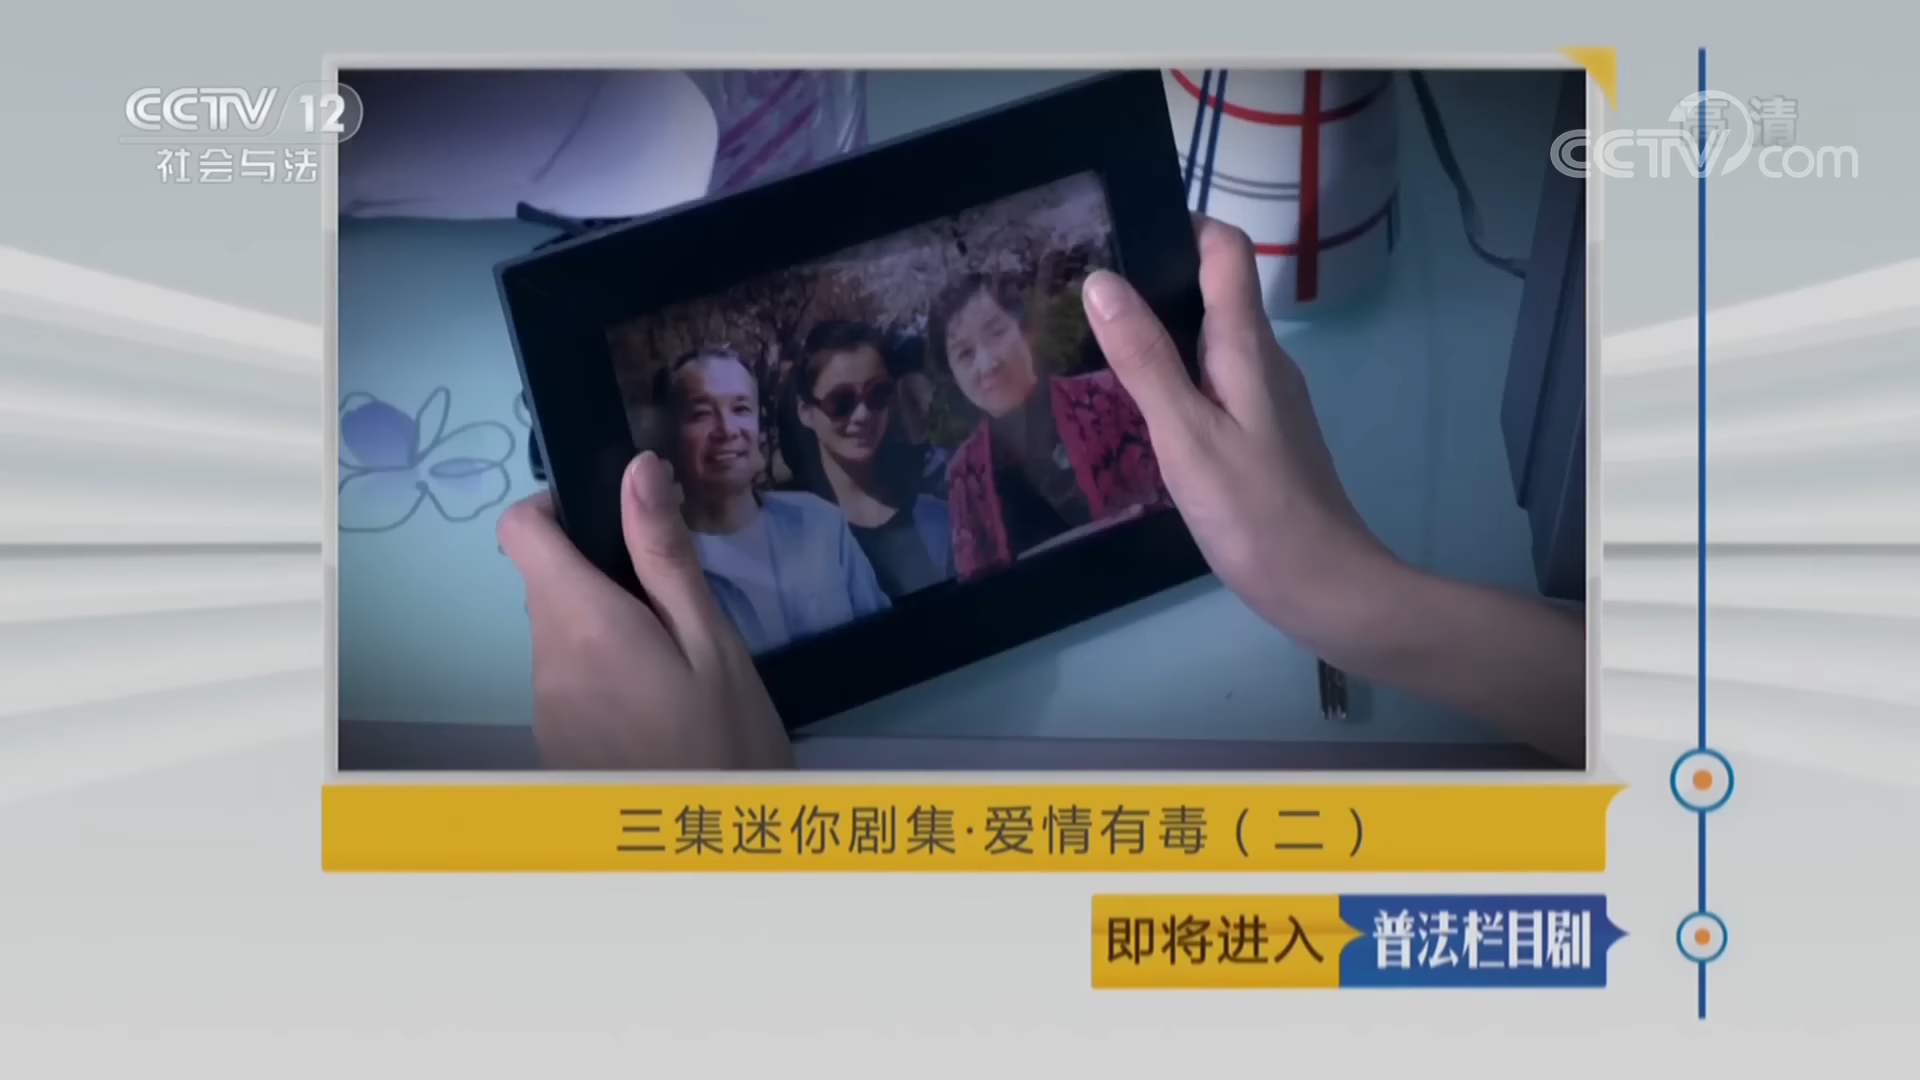 CCTV 12
社会与法
高清
CCTV.com
三集迷你剧集·爱情有毒（二）
即将进入
普法栏目剧